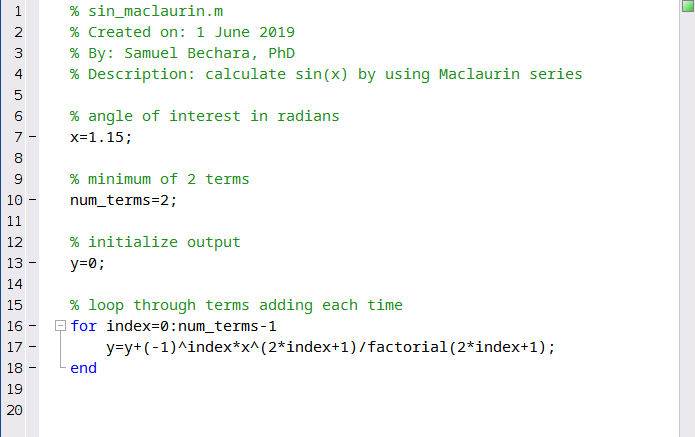 1 % sin_maclaurin.m
2 % Created on: 1 June 2019
3 % By: Samuel Bechara, PhD
4 % Description: calculate sin(x) by using Maclaurin series
5
6 % angle of interest in radians
7 – x=1.15;
8
9 % minimum of 2 terms
10 – num_terms=2;
11
12 % initialize output
13 – y=0;
14
15 % loop through terms adding each time
16 – for index=0:num_terms-1
17 – y=y+(-1)^index*x^(2*index+1)/factorial(2*index+1);
18 – end
19
20